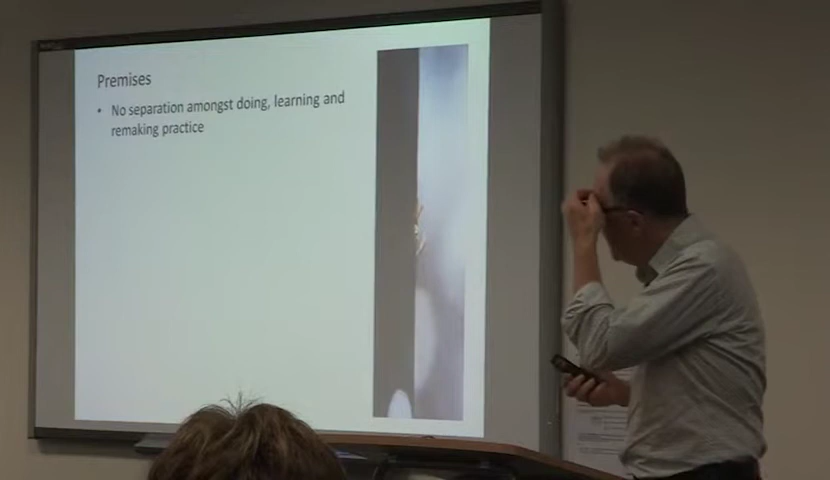 Premises
• No separation amongst doing, learning and
remaking practice